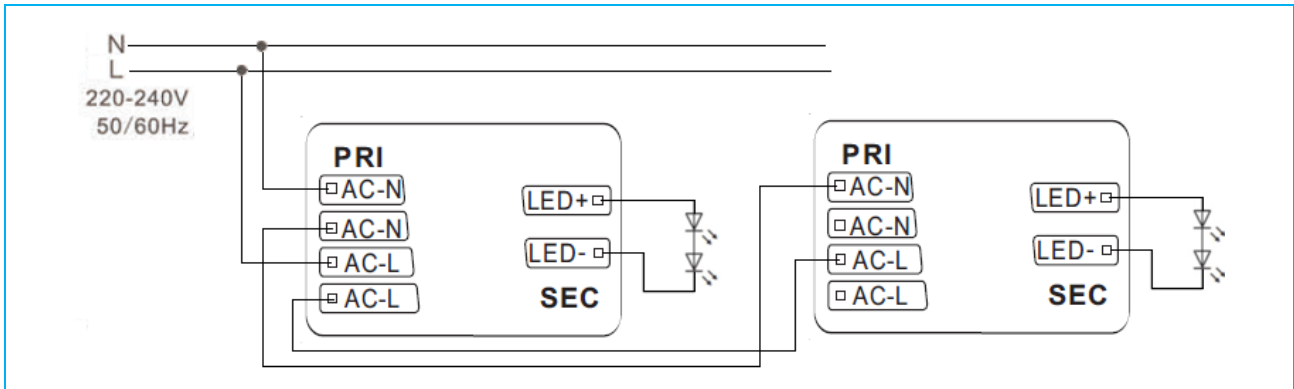 N
L
220-240V
50/60Hz
PRI
AC-N
AC-N
AC-L
AC-L
LED+
LED-
SEC
PRI
AC-N
AC-N
AC-L
AC-L
LED+
LED-
SEC